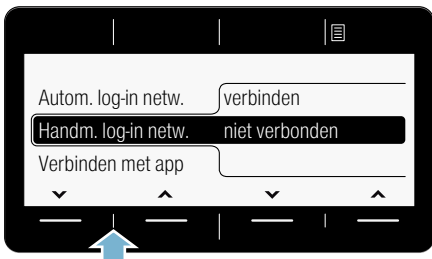 Autom. log-in netw. verbinden
Handm. log-in netw. niet verbonden
Verbinden met app